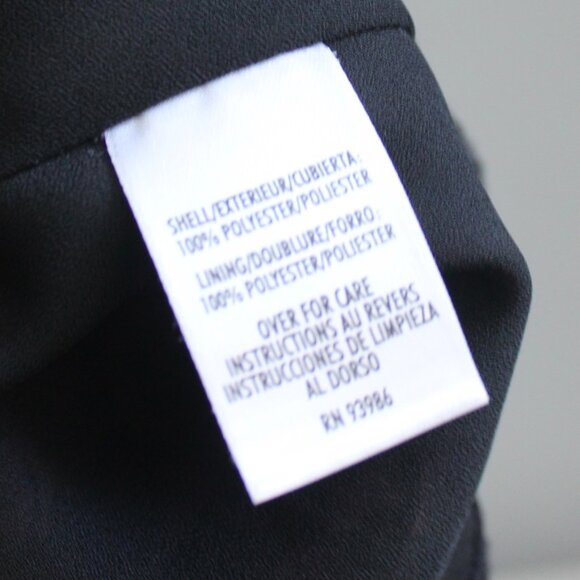 SHELL/EXTERIEUR/CUBIERTA:
100% POLYESTER/POLIESTER
LINING/DOUBLURE/FORRO:
100% POLYESTER/POLIESTER
OVER FOR CARE
INSTRUCTIONS AU REVERS
INSTRUCCIONES DE LIMPIEZA
AL DORSO
RN 93986